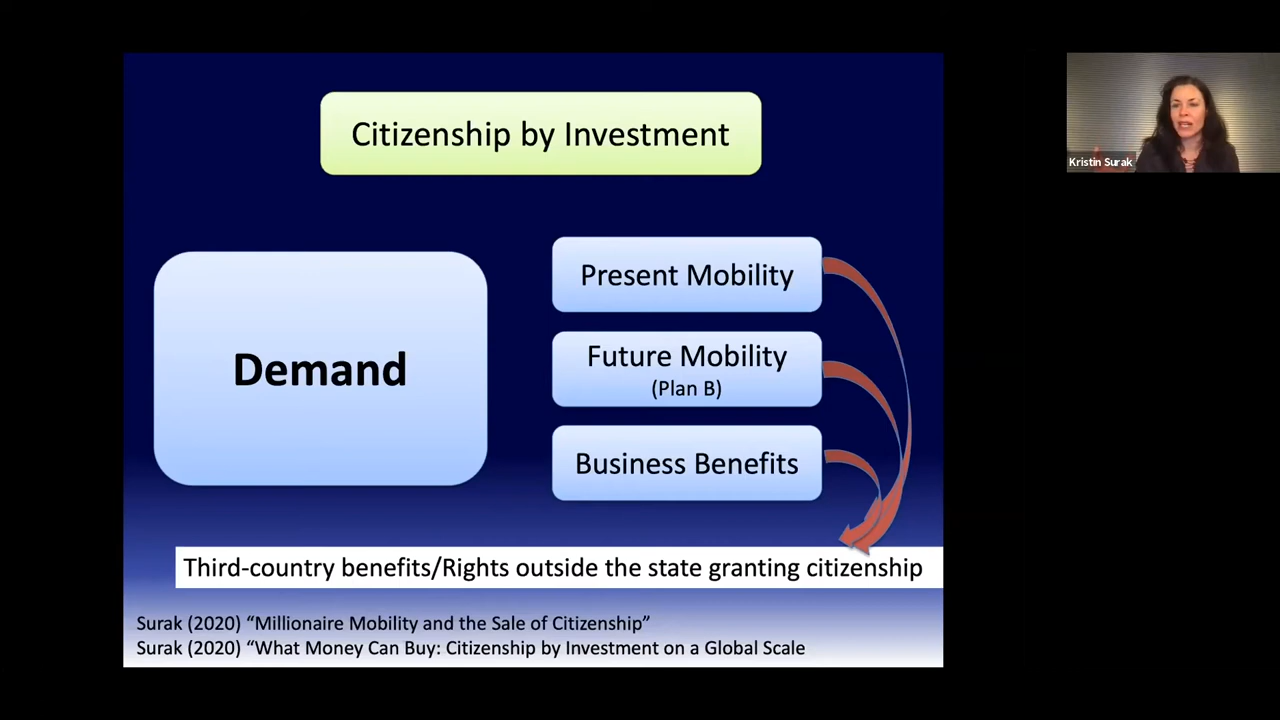 Citizenship by Investment
Kristin Surak
Demand
Present Mobility
Future Mobility
(Plan B)
Business Benefits
Third-country benefits/Rights outside the state granting citizenship
Surak (2020) “Millionaire Mobility and the Sale of Citizenship”
Surak (2020) “What Money Can Buy: Citizenship by Investment on a Global Scale